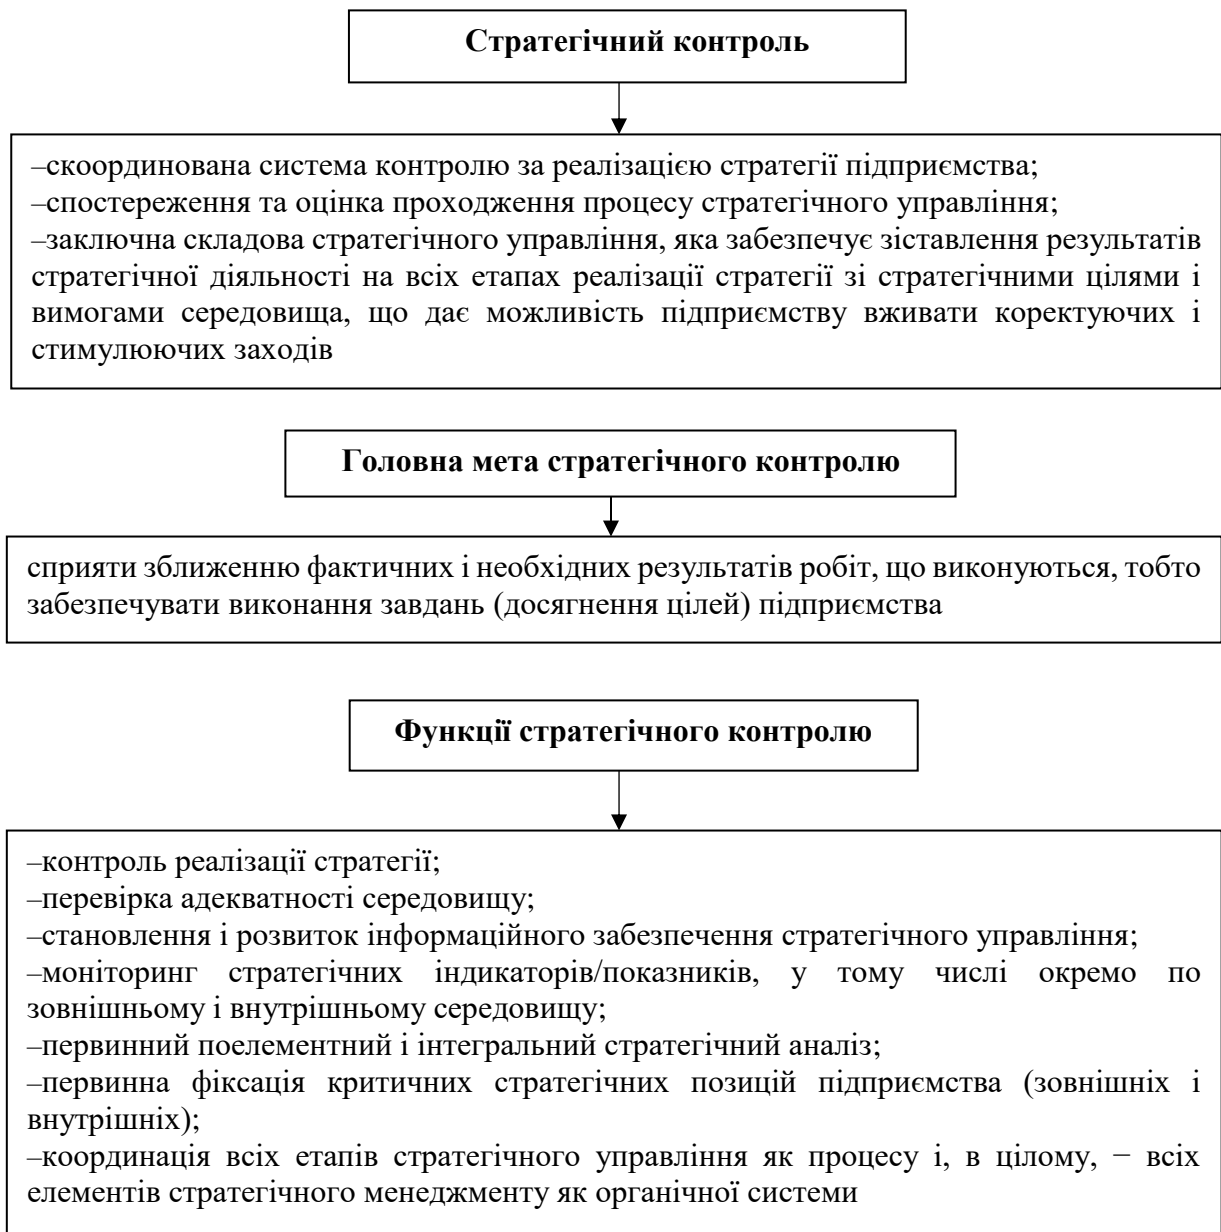 Стратегічний контроль
–скоординована система контролю за реалізацією стратегії підприємства;
–спостереження та оцінка проходження процесу стратегічного управління;
–заключна складова стратегічного управління, яка забезпечує зіставлення результатів
стратегічної діяльності на всіх етапах реалізації стратегії зі стратегічними цілями і
вимогами середовища, що дає можливість підприємству вживати коректуючих і
стимулюючих заходів
Головна мета стратегічного контролю
сприяти зближенню фактичних і необхідних результатів робіт, що виконуються, тобто
забезпечувати виконання завдань (досягнення цілей) підприємства
Функції стратегічного контролю
–контроль реалізації стратегії;
–перевірка адекватності середовищу;
–становлення і розвиток інформаційного забезпечення стратегічного управління;
–моніторинг стратегічних індикаторів/показників, у тому числі окремо по
зовнішньому і внутрішньому середовищу;
–первинний поелементний і інтегральний стратегічний аналіз;
–первинна фіксація критичних стратегічних позицій підприємства (зовнішніх і
внутрішніх);
–координація всіх етапів стратегічного управління як процесу і, в цілому, − всіх
елементів стратегічного менеджменту як органічної системи